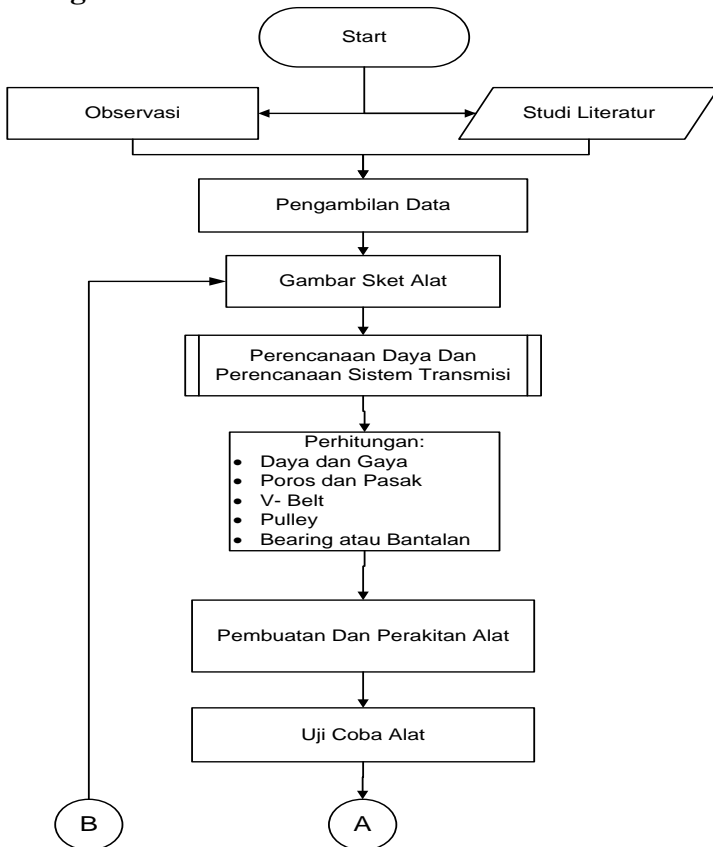 Start
Observasi
Studi Literatur
Pengambilan Data
Gambar Sket Alat
Perencanaan Daya Dan
Perencanaan Sistem Transmisi
Perhitungan:
• Daya dan Gaya
• Poros dan Pasak
• V- Belt
• Pulley
• Bearing atau Bantalan
Pembuatan Dan Perakitan Alat
Uji Coba Alat
B
A